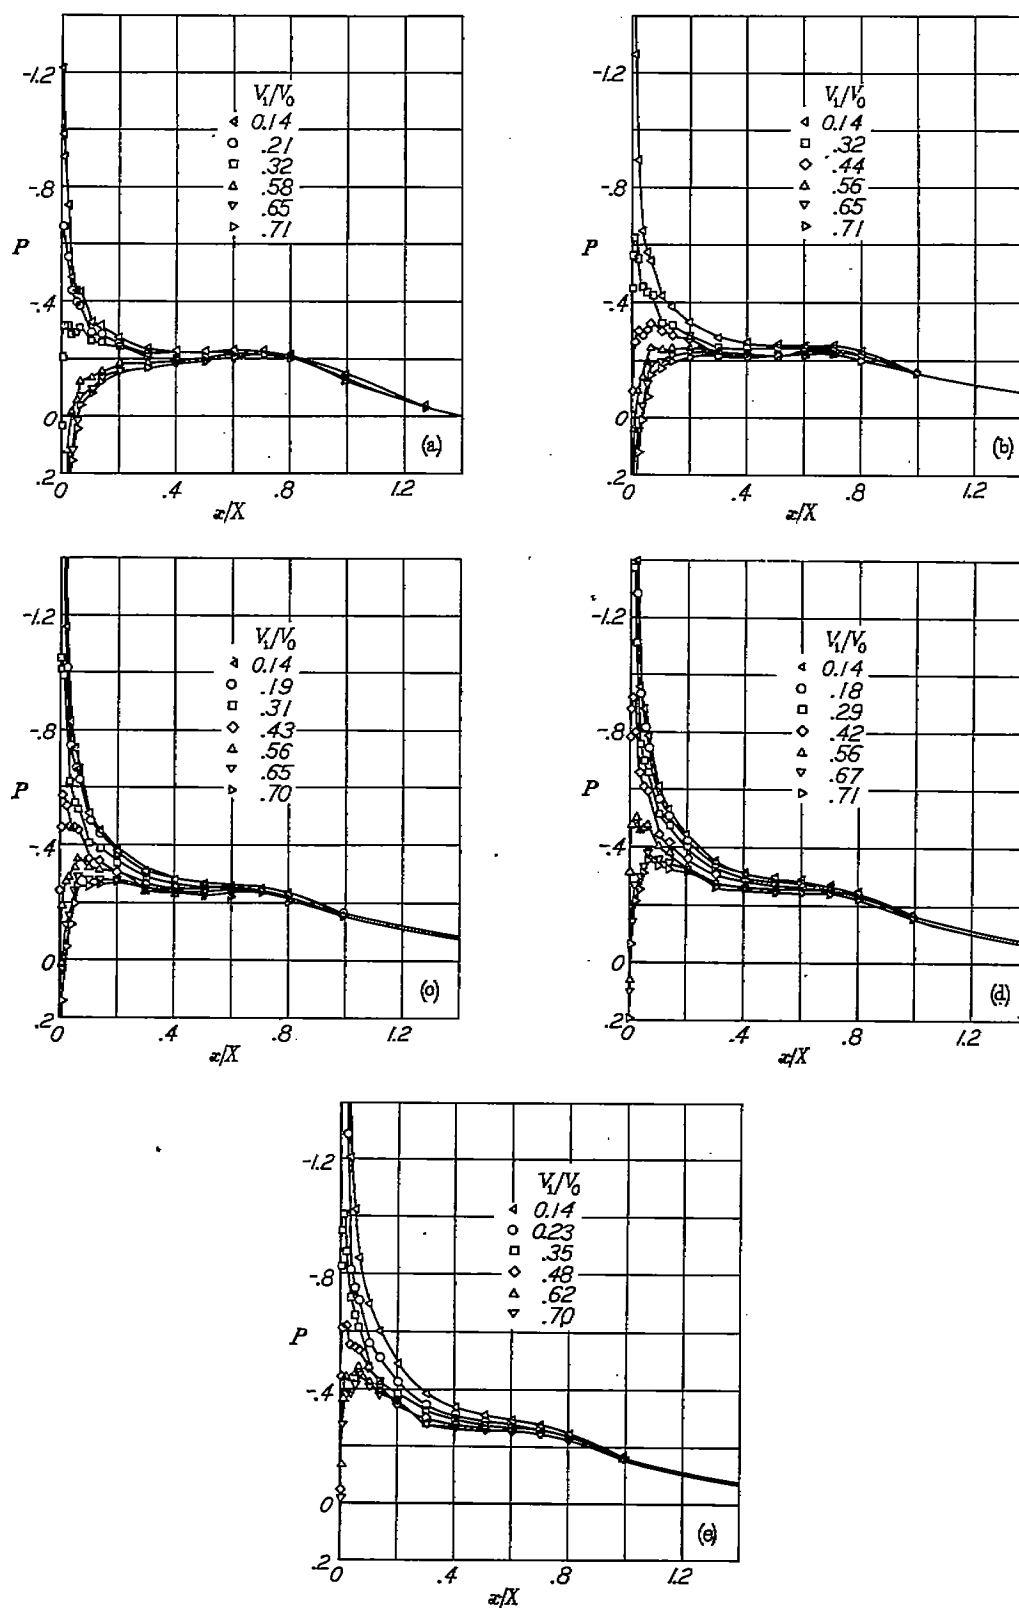 -1.2
-.8
P
-.4
0
.2
V₁/V₀
0.14
.21
.32
.58
.65
.71
(a)
0 .4 .8 1.2
x/X
-1.2
-.8
P
-.4
0
.2
V₁/V₀
0.14
.32
.44
.56
.65
.71
(b)
0 .4 .8 1.2
x/X
-1.2
-.8
P
-.4
0
.2
V₁/V₀
0.14
.19
.31
.43
.56
.65
.70
(c)
0 .4 .8 1.2
x/X
-1.2
-.8
P
-.4
0
.2
V₁/V₀
0.14
.18
.29
.42
.56
.67
.71
(d)
0 .4 .8 1.2
x/X
-1.2
-.8
P
-.4
0
.2
V₁/V₀
0.14
0.23
.35
.48
.62
.70
(e)
0 .4 .8 1.2
x/X